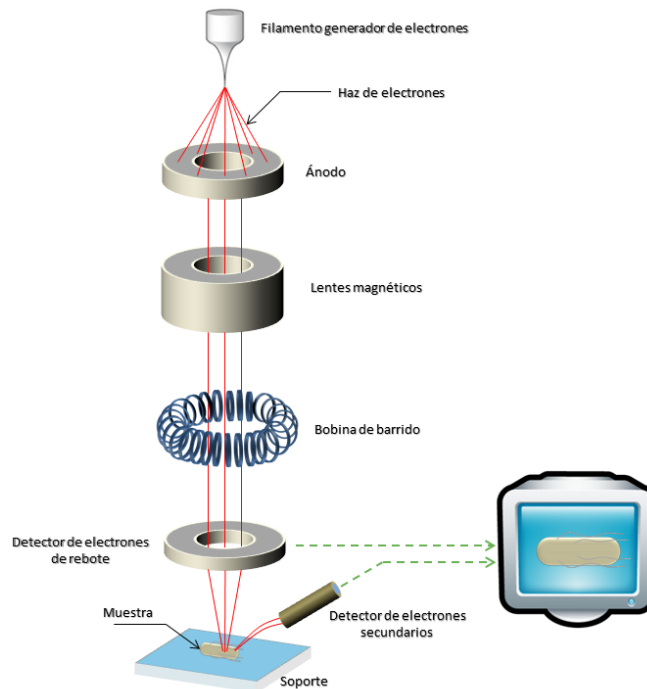 Filamento generador de electrones
Haz de electrones
Ánodo
Lentes magnéticos
Bobina de barrido
Detector de electrones
de rebote
Muestra
Detector de electrones
secundarios
Soporte